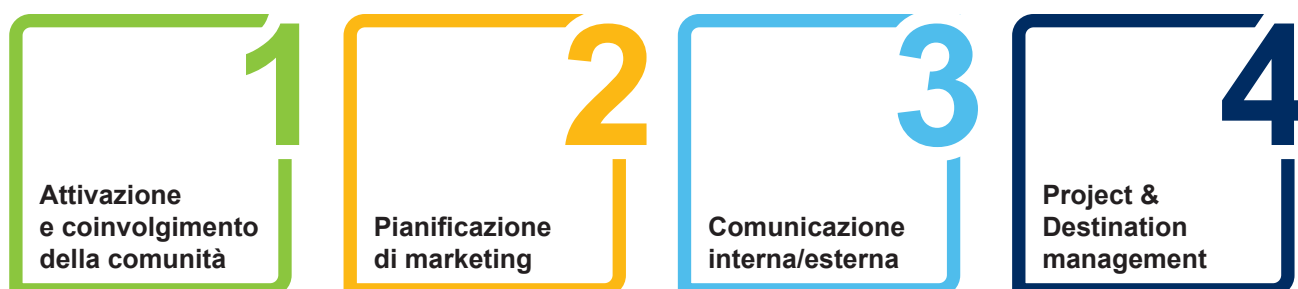 1
Attivazione
e coinvolgimento
della comunità
2
Pianificazione
di marketing
3
Comunicazione
interna/esterna
4
Project &
Destination
management